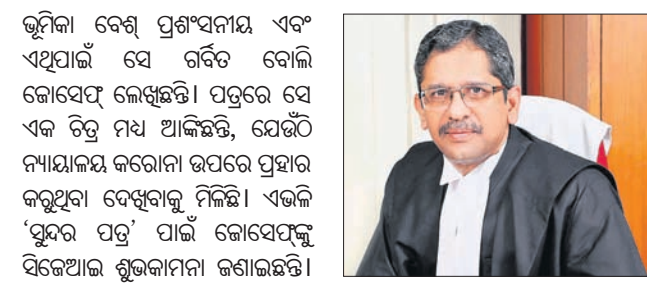 ଭୂମିକା ବେଶ୍ ପ୍ରଶଂସନୀୟ ଏବଂ
ଏଥିପାଇଁ ସେ ଗର୍ବିତ ବୋଲି
ଜୋସେଫ୍ ଲେଖିଛନ୍ତି। ପତ୍ରରେ ସେ
ଏକ ଚିତ୍ର ମଧ୍ୟ ଆଙ୍କିଛନ୍ତି, ଯେଉଁଠି
ନ୍ୟାୟାଳୟ କରୋନା ଉପରେ ପ୍ରହାର
କରୁଥିବା ଦେଖିବାକୁ ମିଳିଛି। ଏଭଳି
‘ସୁନ୍ଦର ପତ୍ର’ ପାଇଁ ଜୋସେଫ୍‌ଙ୍କୁ
ସିଜେଆଇ ଶୁଭକାମନା ଜଣାଇଛନ୍ତି।